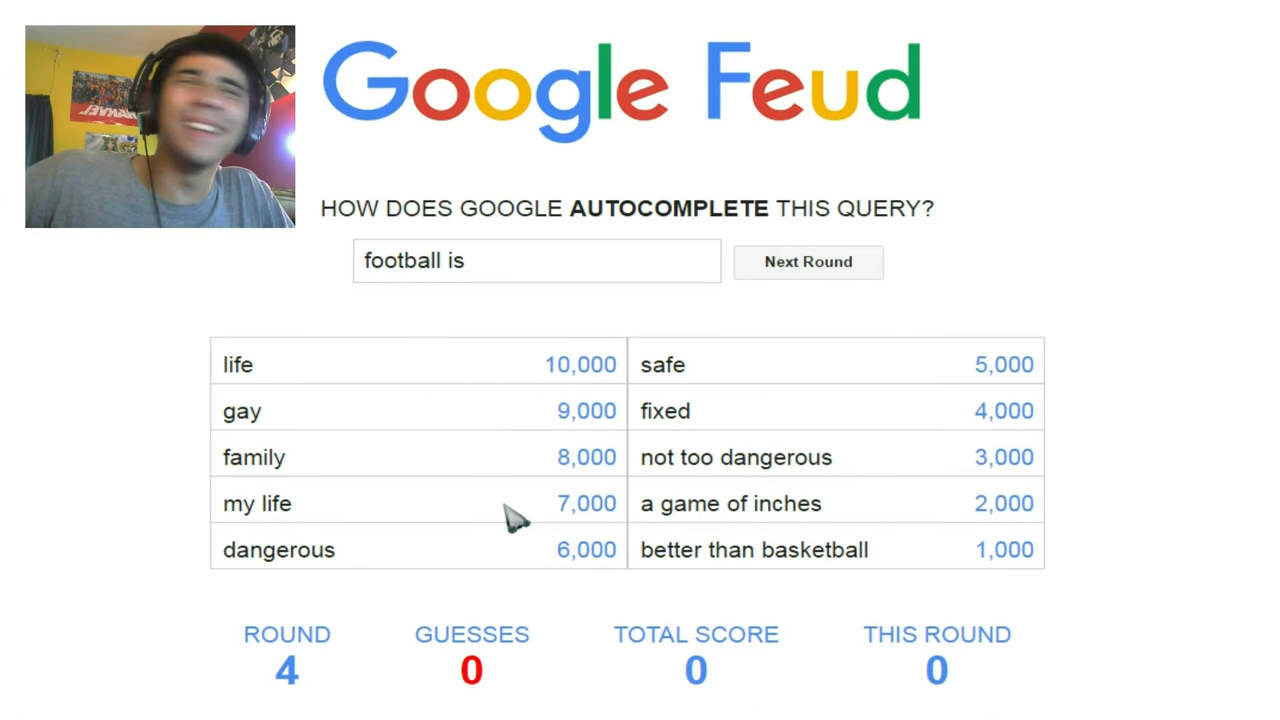 Google Feud
HOW DOES GOOGLE AUTOCOMPLETE THIS QUERY?
football is
Next Round
life 10,000
gay 9,000
family 8,000
my life 7,000
dangerous 6,000
safe 5,000
fixed 4,000
not too dangerous 3,000
a game of inches 2,000
better than basketball 1,000
ROUND
4
GUESSES
0
TOTAL SCORE
0
THIS ROUND
0
MARVEL